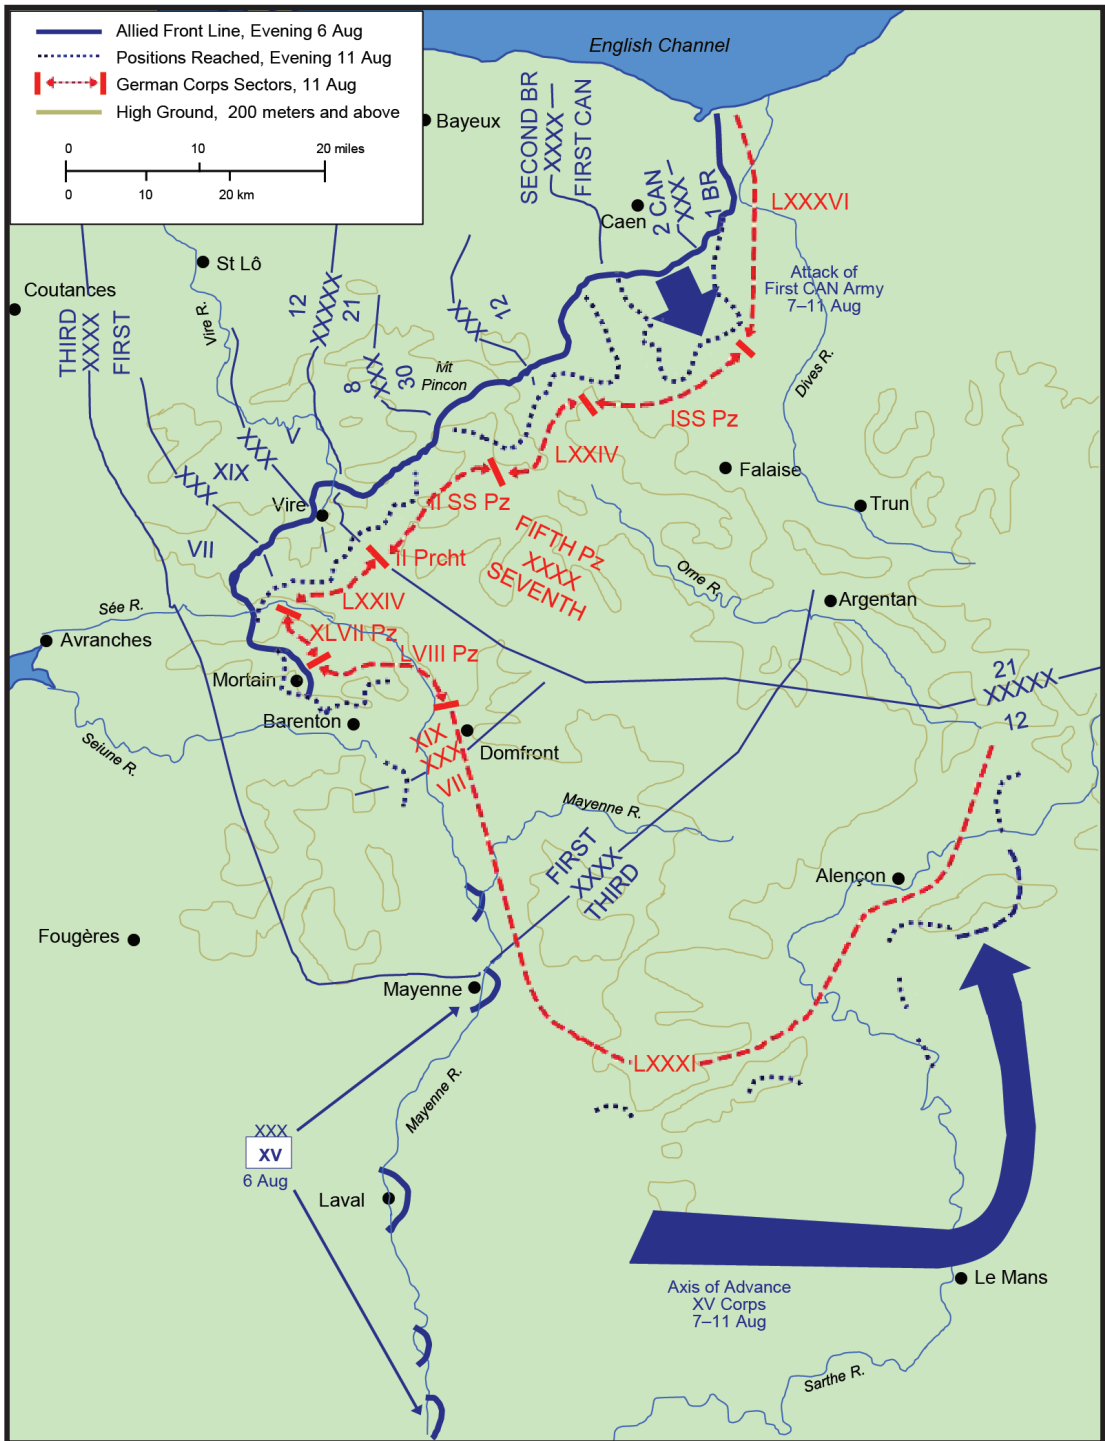 Allied Front Line, Evening 6 Aug
Positions Reached, Evening 11 Aug
German Corps Sectors, 11 Aug
High Ground, 200 meters and above
0 10 20 miles
0 10 20 km
English Channel
Bayeux
SECOND BR
XXXX
FIRST CAN
Caen
2 CAN
XXX
1 BR
LXXXVI
Attack of
First CAN Army
7–11 Aug
St Lô
Coutances
Vire R.
THIRD
XXXX
FIRST
12
XXXXX
21
8
XXX
30
XXX
12
Mt
Pincon
Dives R.
ISS Pz
LXXIV
Falaise
Trun
V
XXX
XIX
XXX
VII
Vire
II SS Pz
II Prcht
FIFTH Pz
XXXX
SEVENTH
Orne R.
Argentan
LXXIV
Sée R.
Avranches
XLVII Pz
LVIII Pz
Mortain
Barenton
Domfront
Seiune R.
XIX
XXX
VII
21
XXXXX
12
Mayenne R.
FIRST
XXXX
THIRD
Alençon
Fougères
Mayenne
LXXXI
Mayenne R.
XXX
XV
6 Aug
Laval
Axis of Advance
XV Corps
7–11 Aug
Le Mans
Sarthe R.